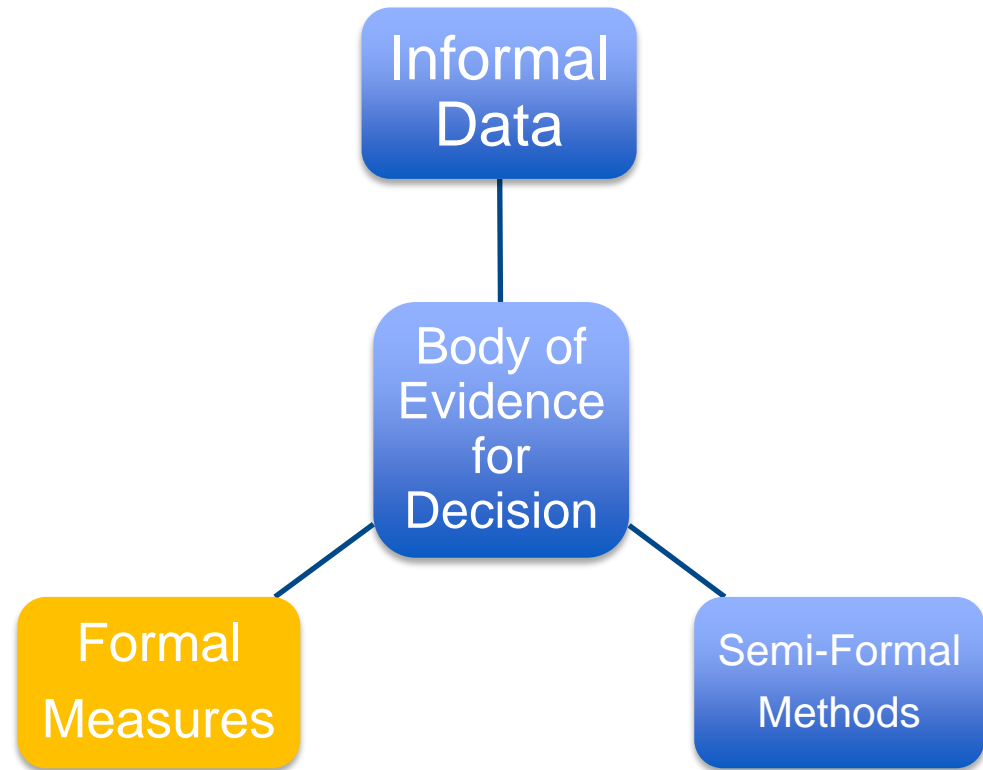 Informal
Data
Body of
Evidence
for
Decision
Formal
Measures
Semi-Formal
Methods